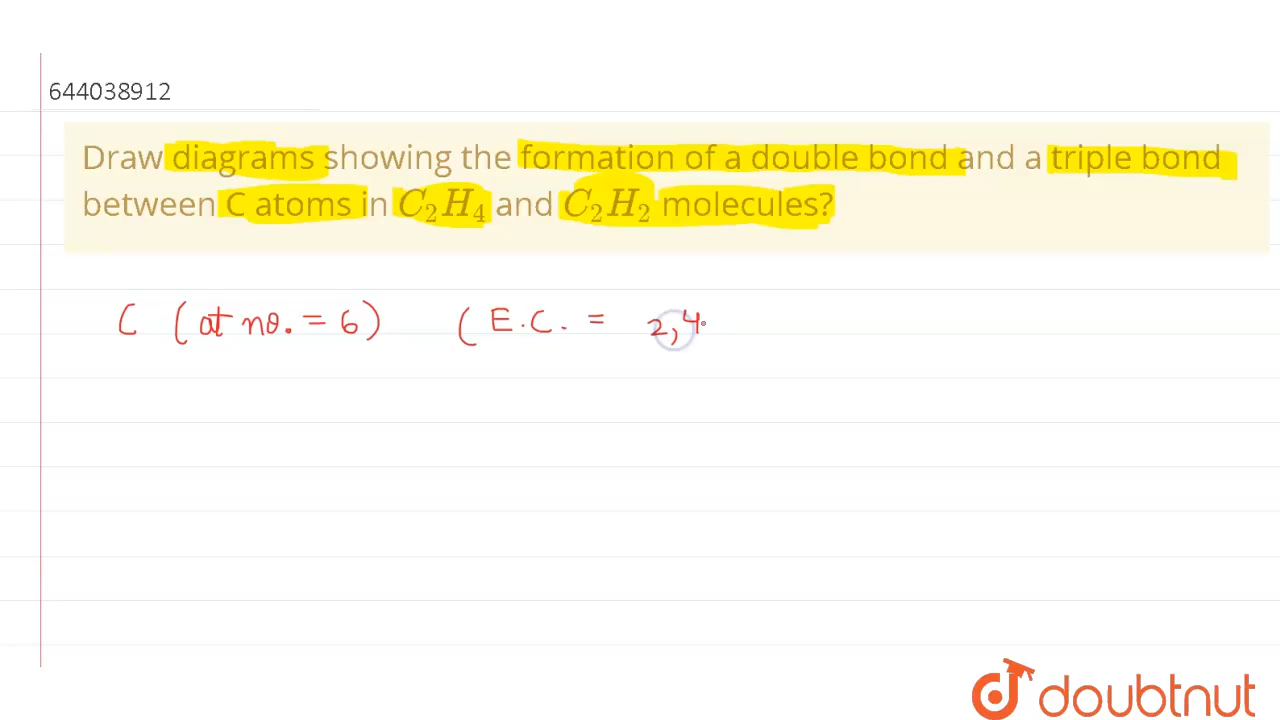 644038912
Draw diagrams showing the formation of a double bond and a triple bond
between C atoms in C₂H₄ and C₂H₂ molecules?
C (at no. = 6) (E.C. = 2,4
doubtnut